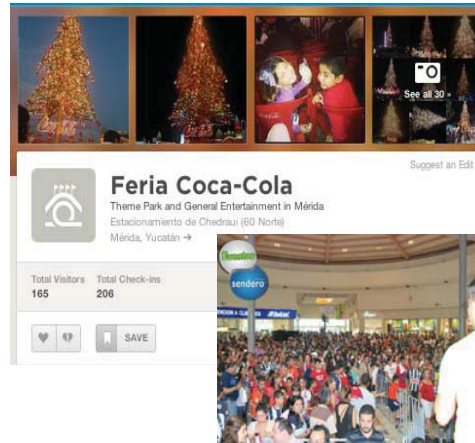 See all 30 »
Suggest an Edit
Feria Coca-Cola
Theme Park and General Entertainment in Mérida
Estacionamiento de Chedraui (60 Norte)
Mérida, Yucatán →
Total Visitors
165
Total Check-ins
206
SAVE
sendero